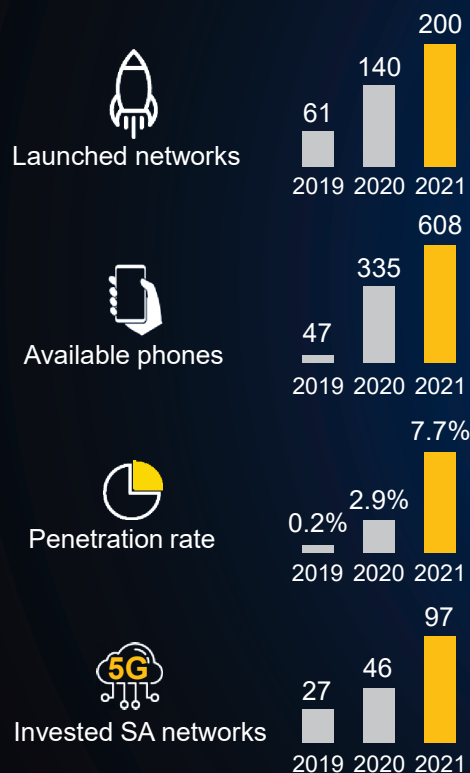 200
140
61
Launched networks
2019 2020 2021
608
335
47
Available phones
2019 2020 2021
7.7%
2.9%
0.2%
Penetration rate
2019 2020 2021
97
5G
46
27
Invested SA networks
2019 2020 2021